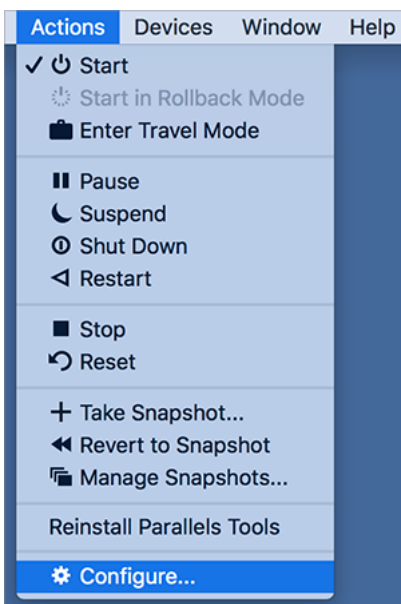 Actions Devices Window Help
Start
Start in Rollback Mode
Enter Travel Mode
Pause
Suspend
Shut Down
Restart
Stop
Reset
Take Snapshot...
Revert to Snapshot
Manage Snapshots...
Reinstall Parallels Tools
Configure...